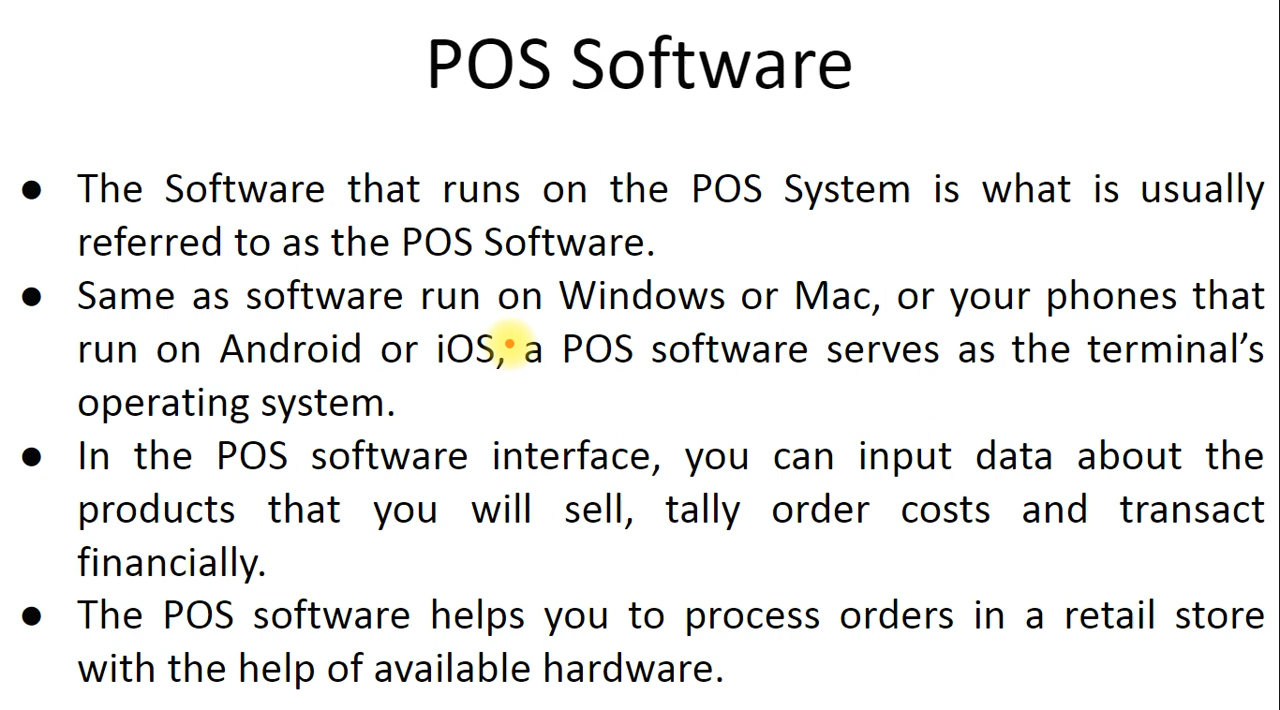 POS Software
● The Software that runs on the POS System is what is usually
referred to as the POS Software.
● Same as software run on Windows or Mac, or your phones that
run on Android or iOS, a POS software serves as the terminal’s
operating system.
● In the POS software interface, you can input data about the
products that you will sell, tally order costs and transact
financially.
● The POS software helps you to process orders in a retail store
with the help of available hardware.